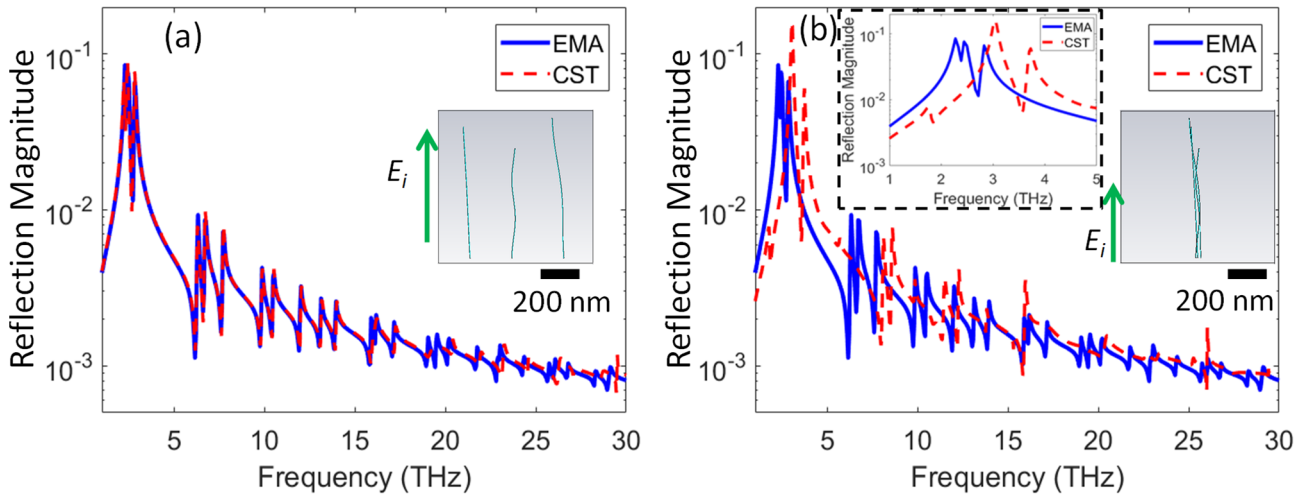 (a)
Reflection Magnitude
10^-1
10^-2
10^-3
EMA
CST
E_i
200 nm
5 10 15 20 25 30
Frequency (THz)
(b)
Reflection Magnitude
10^-1
10^-2
10^-3
EMA
CST
Reflection Magnitude
10^-1
10^-2
10^-3
EMA
CST
1 2 3 4 5
Frequency (THz)
E_i
200 nm
5 10 15 20 25 30
Frequency (THz)